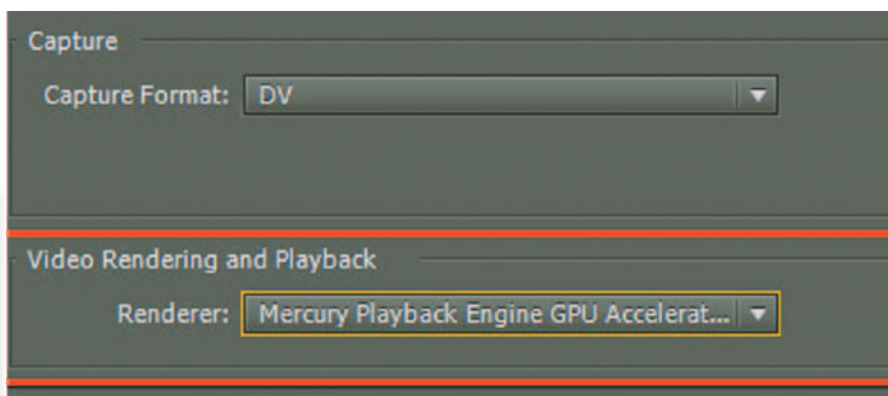 Capture
Capture Format: DV
Video Rendering and Playback
Renderer: Mercury Playback Engine GPU Accelerat...